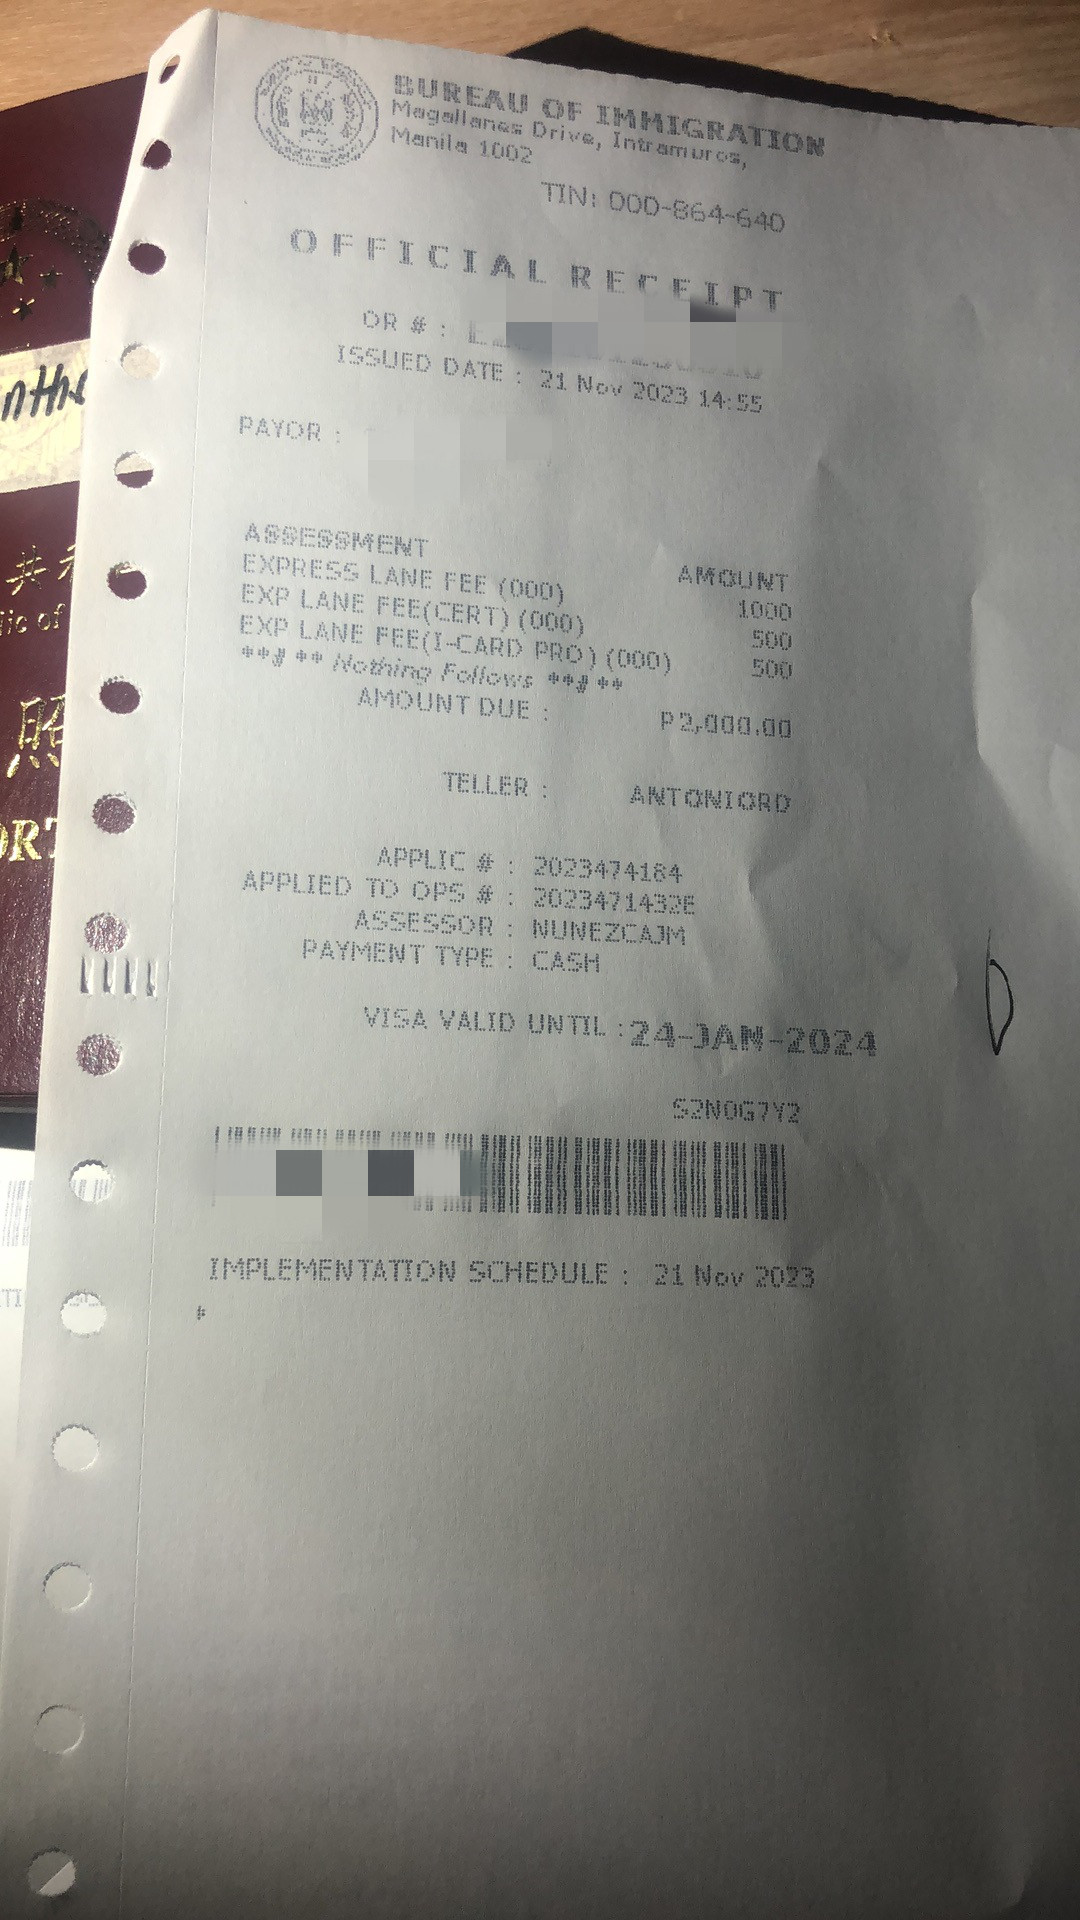 BUREAU OF IMMIGRATION
Magallanes Drive, Intramuros,
Manila 1002
TIN: 000-864-640
OFFICIAL RECEIPT
OR # :
ISSUED DATE : 21 Nov 2023 14:55
PAYOR :
ASSESSMENT AMOUNT
EXPRESS LANE FEE (000) 1000
EXP LANE FEE(CERT) (000) 500
EXP LANE FEE(I-CARD PRO) (000) 500
**#** Nothing Follows **#**
AMOUNT DUE : P2,000.00
TELLER : ANTONIORD
APPLIC # : 2023474184
APPLIED TO OPS # : 2023471432E
ASSESSOR : NUNEZCAJM
PAYMENT TYPE : CASH
VISA VALID UNTIL : 24-JAN-2024
S2N0G7Y2
IMPLEMENTATION SCHEDULE : 21 Nov 2023
共
of
照